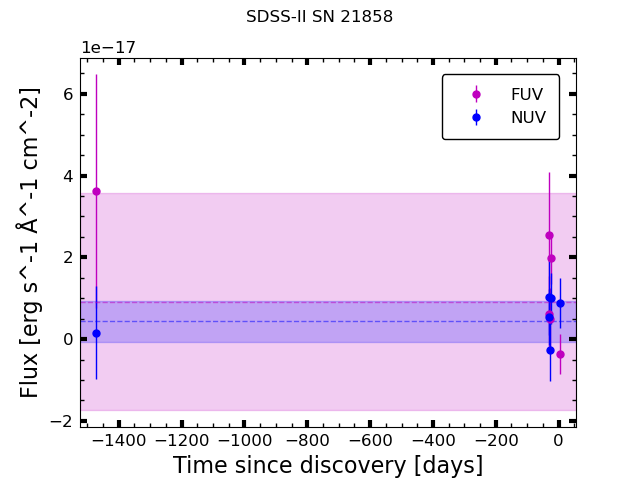 SDSS-II SN 21858
1e−17
FUV
NUV
6
4
2
0
−2
−1400 −1200 −1000 −800 −600 −400 −200 0
Time since discovery [days]
Flux [erg s^-1 Å^-1 cm^-2]